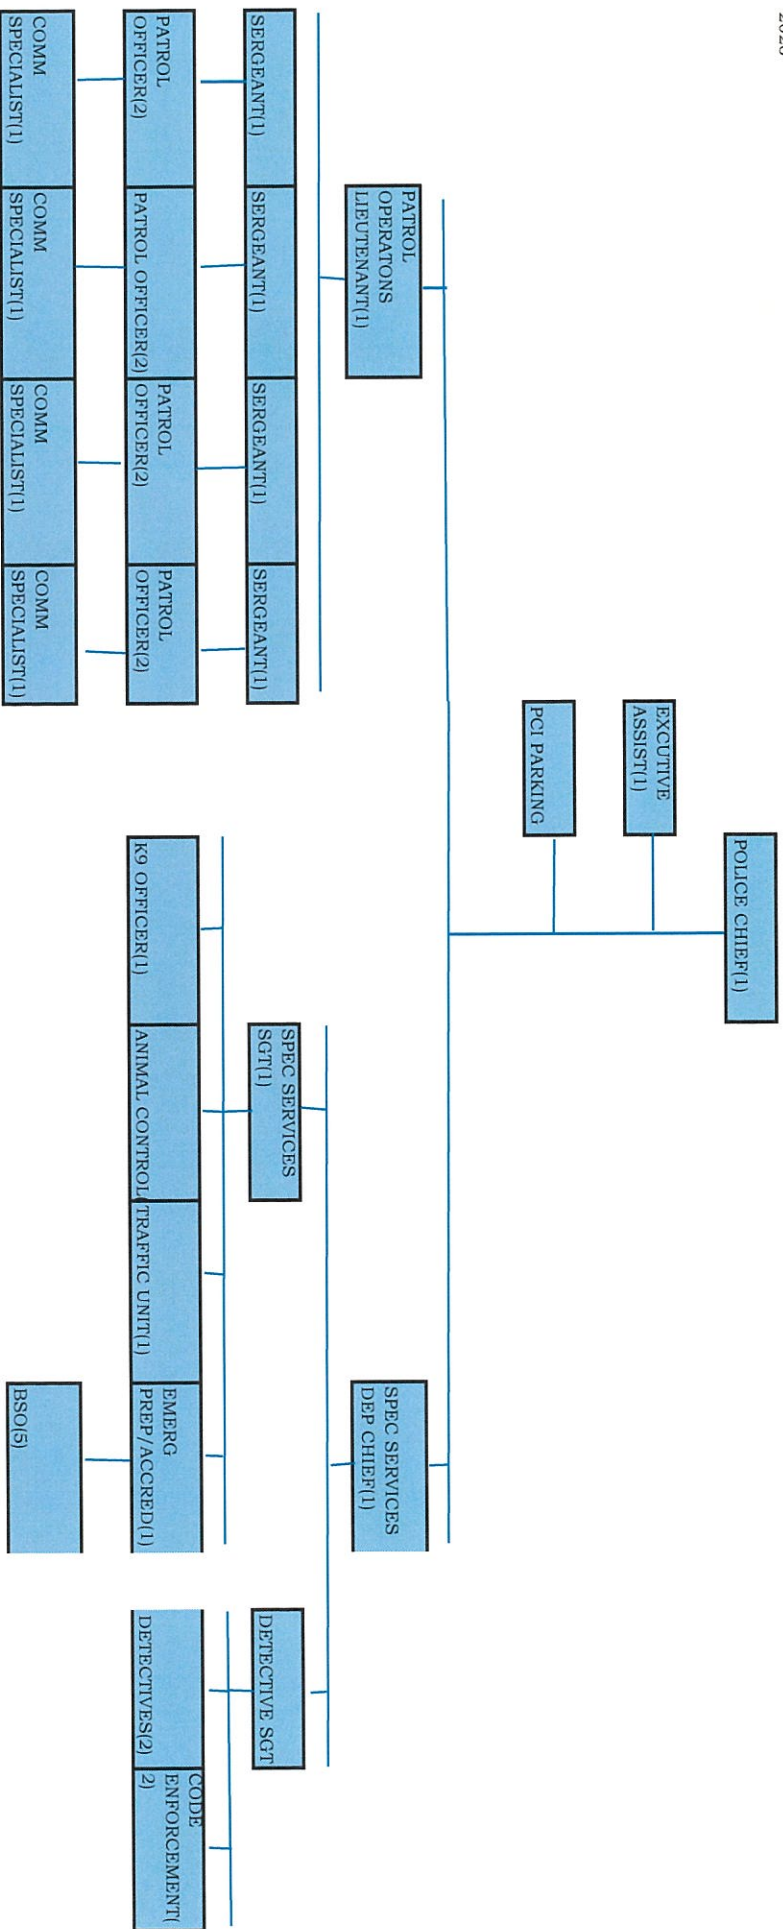 POLICE CHIEF(1)
EXCUTIVE
ASSIST(1)
PCI PARKING
PATROL
OPERATONS
LIEUTENANT(1)
SPEC SERVICES
DEP CHIEF(1)
SERGEANT(1)
SERGEANT(1)
SERGEANT(1)
SERGEANT(1)
SPEC SERVICES
SGT(1)
DETECTIVE SGT
PATROL
OFFICER(2)
PATROL OFFICER(2)
PATROL
OFFICER(2)
PATROL
OFFICER(2)
K9 OFFICER(1)
ANIMAL CONTROL(
TRAFFIC UNIT(1)
EMERG
PREP/ACCRED(1)
DETECTIVES(2)
CODE
ENFORCEMENT(
2)
COMM
SPECIALIST(1)
COMM
SPECIALIST(1)
COMM
SPECIALIST(1)
COMM
SPECIALIST(1)
BSO(5)